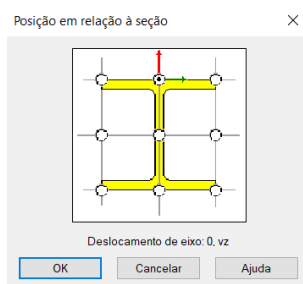 Posição em relação à seção
Deslocamento de eixo: 0, vz
OK Cancelar Ajuda